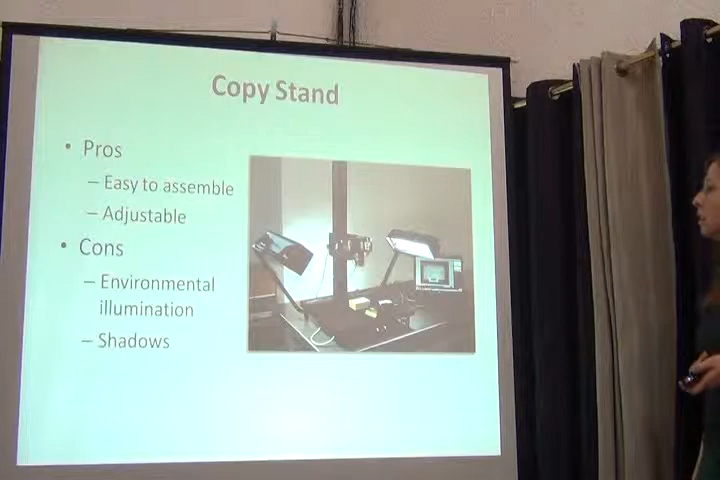 Copy Stand
• Pros
– Easy to assemble
– Adjustable
• Cons
– Environmental
illumination
– Shadows